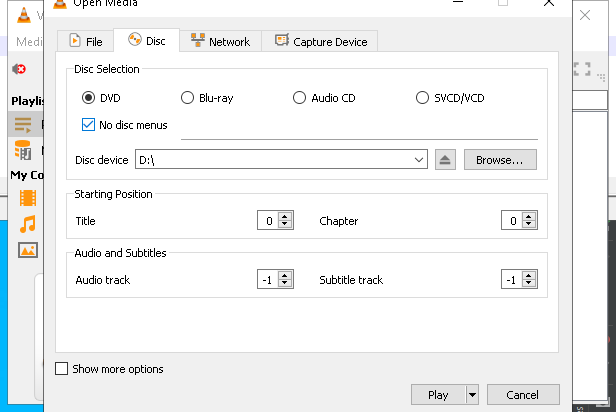 Open Media
Medi
File
Disc
Network
Capture Device
Disc Selection
DVD
Blu-ray
Audio CD
SVCD/VCD
No disc menus
Disc device
D:\
Browse...
Starting Position
Title
0
Chapter
0
Audio and Subtitles
Audio track
-1
Subtitle track
-1
Show more options
Play
Cancel
Playlis
My Co